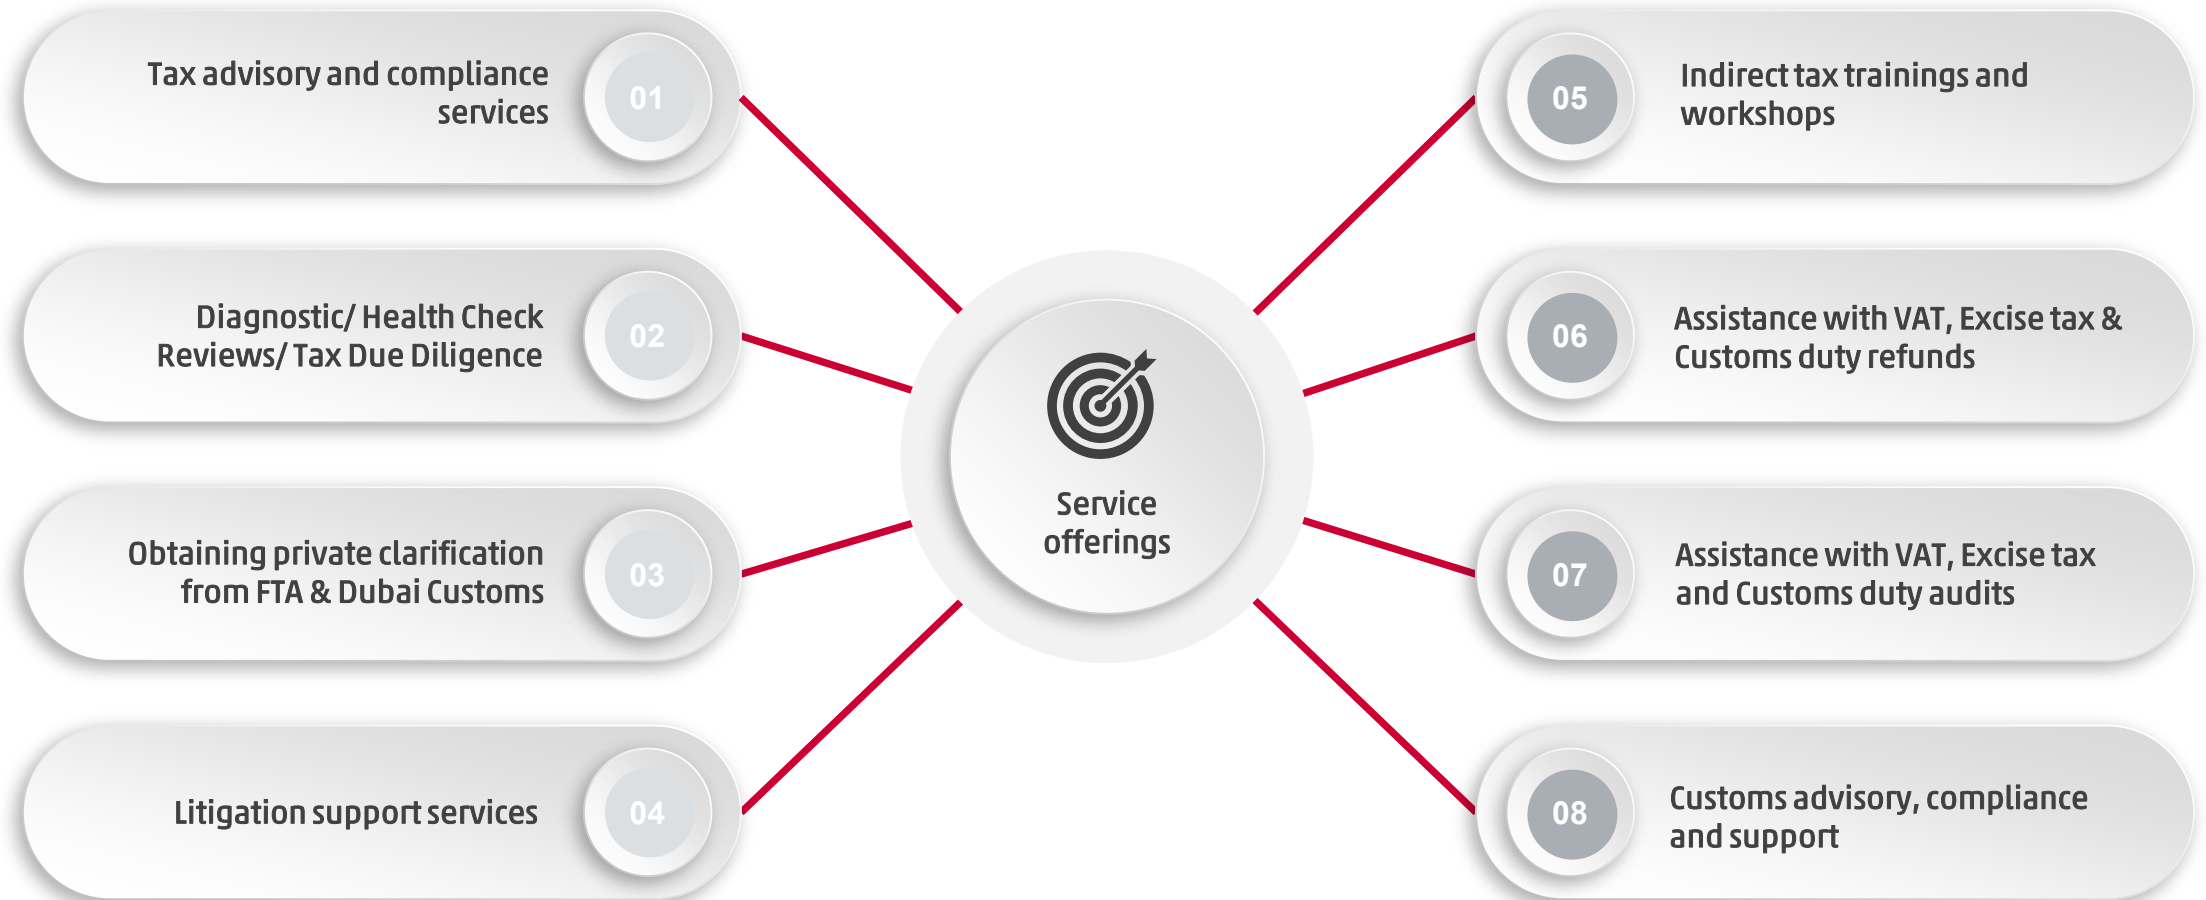 Tax advisory and compliance
services
01
Diagnostic/ Health Check
Reviews/ Tax Due Diligence
02
Obtaining private clarification
from FTA & Dubai Customs
03
Litigation support services
04
Service
offerings
05
Indirect tax trainings and
workshops
06
Assistance with VAT, Excise tax &
Customs duty refunds
07
Assistance with VAT, Excise tax
and Customs duty audits
08
Customs advisory, compliance
and support